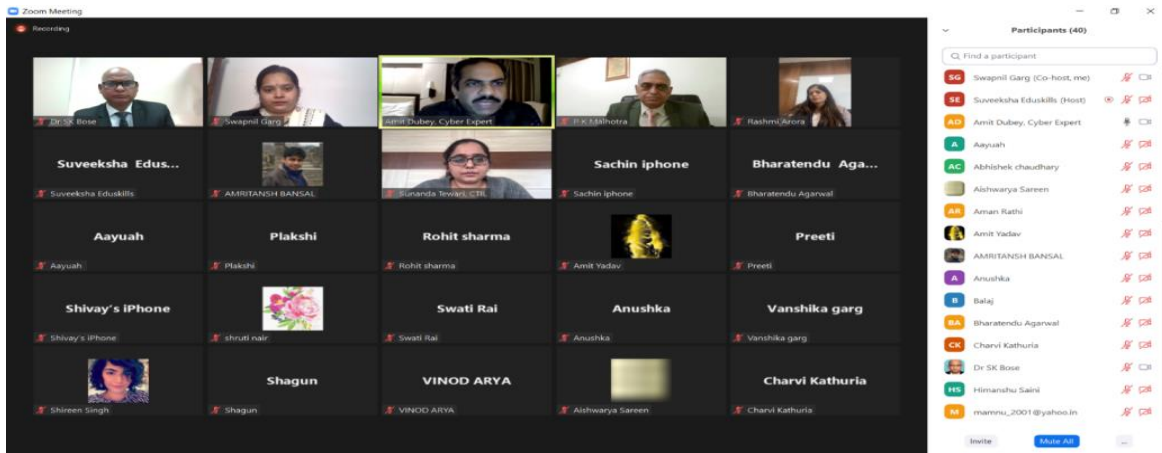 Zoom Meeting
Recording
Dr SK Bose
Swapnil Garg
Amit Dubey, Cyber Expert
P K Malhotra
Rashmi Arora
Suveeksha Edus...
Sachin iphone
Bharatendu Aga...
Suveeksha Eduskills
AMRITANSH BANSAL
Sunanda Tewari, CTR
Sachin iphone
Bharatendu Agarwal
Aayuah
Plakshi
Rohit sharma
Preeti
Aayuah
Plakshi
Rohit sharma
Amit Yadav
Preeti
Shivay's iPhone
Swati Rai
Anushka
Vanshika garg
Shivay's iPhone
shruti nair
Swati Rai
Anushka
Vanshika garg
Shagun
VINOD ARYA
Charvi Kathuria
Shireen Singh
Shagun
VINOD ARYA
Aishwarya Sareen
Charvi Kathuria
Participants (40)
Find a participant
SG Swapnil Garg (Co-host, me)
SE Suveeksha Eduskills (Host)
AD Amit Dubey, Cyber Expert
A Aayuah
AC Abhishek chaudhary
Aishwarya Sareen
AR Aman Rathi
Amit Yadav
AMRITANSH BANSAL
A Anushka
B Balaj
BA Bharatendu Agarwal
CK Charvi Kathuria
Dr SK Bose
HS Himanshu Saini
M mamnu_2001@yahoo.in
Invite
Mute All
...